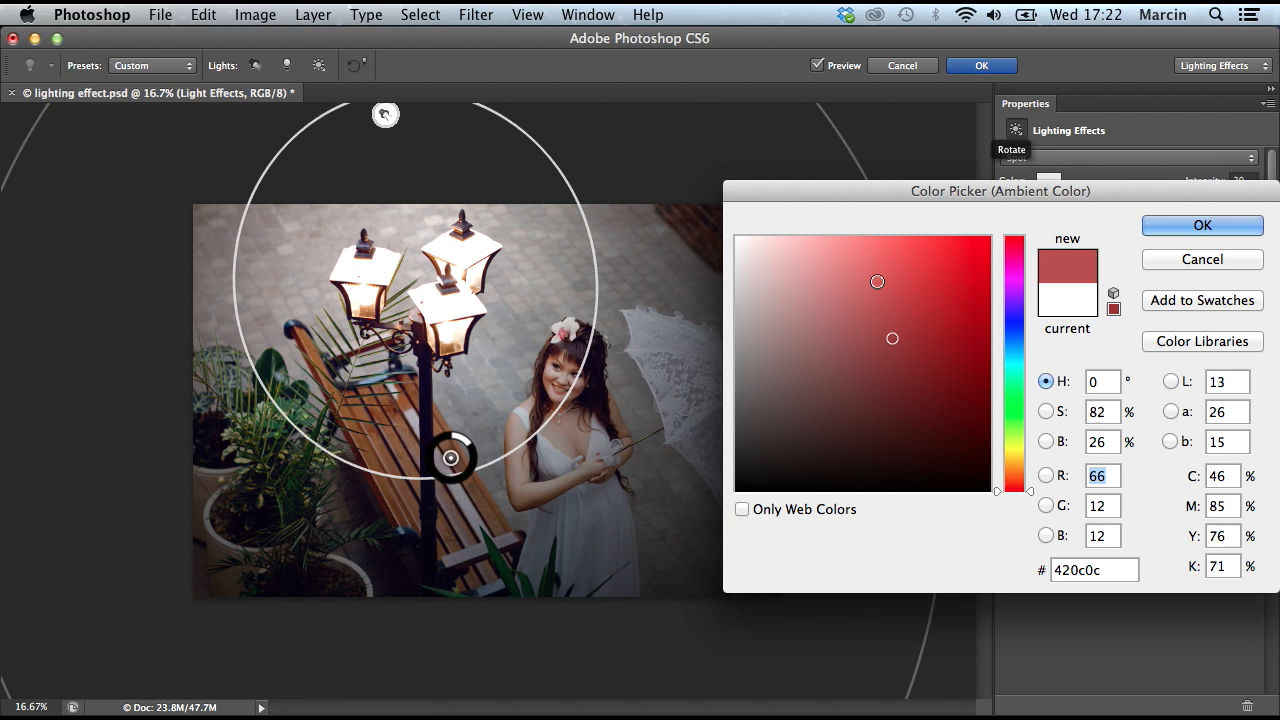 Photoshop File Edit Image Layer Type Select Filter View Window Help Wed 17:22 Marcin
Adobe Photoshop CS6
Presets: Custom Lights: Preview Cancel OK Lighting Effects
× © lighting effect.psd @ 16.7% (Light Effects, RGB/8) *
Properties
Lighting Effects
Rotate
Color Picker (Ambient Color)
new
current
OK
Cancel
Add to Swatches
Color Libraries
H: 0 ° L: 13
S: 82 % a: 26
B: 26 % b: 15
R: 66 C: 46 %
G: 12 M: 85 %
B: 12 Y: 76 %
# 420c0c K: 71 %
Only Web Colors
16.67% © Doc: 23.8M/47.7M